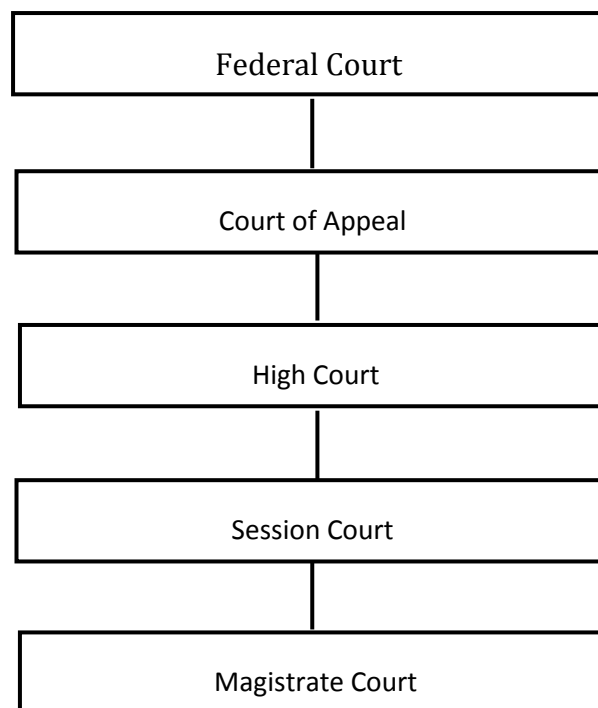 Federal Court
Court of Appeal
High Court
Session Court
Magistrate Court